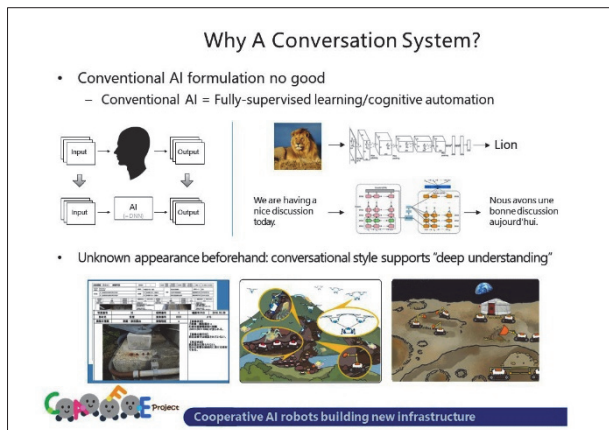 Why A Conversation System?
• Conventional AI formulation no good
– Conventional AI = Fully-supervised learning/cognitive automation
Input
Output
Input
AI
(=DNN)
Output
Lion
We are having a
nice discussion
today.
Nous avons une
bonne discussion
aujourd'hui.
• Unknown appearance beforehand: conversational style supports "deep understanding"
Project
Cooperative AI robots building new infrastructure